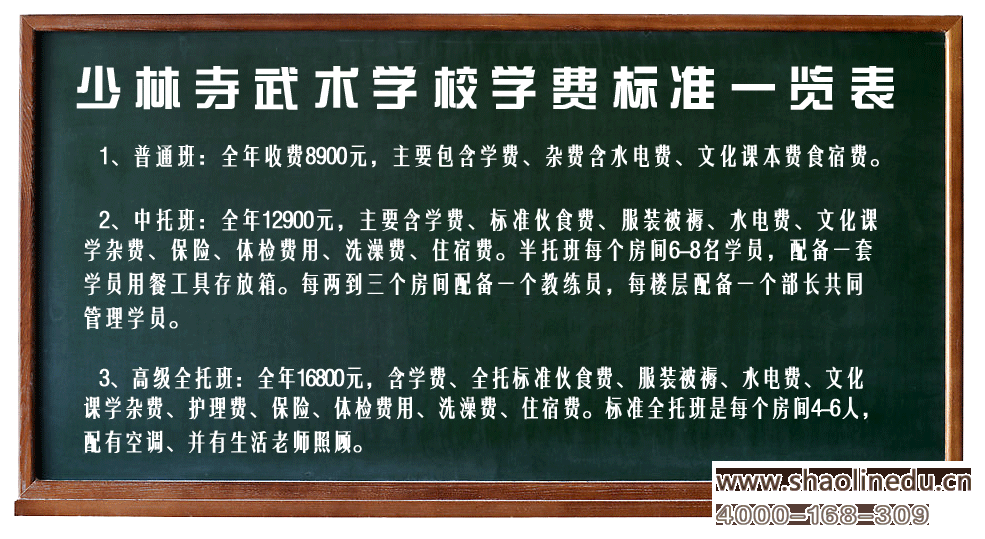 少林寺武术学校学费标准一览表
1、普通班：全年收费8900元，主要包含学费、杂费含水电费、文化课本费食宿费。
2、中托班：全年12900元，主要含学费、标准伙食费、服装被褥、水电费、文化课
学杂费、保险、体检费用、洗澡费、住宿费。半托班每个房间6-8名学员，配备一套
学员用餐工具存放箱。每两到三个房间配备一个教练员，每楼层配备一个部长共同
管理学员。
3、高级全托班：全年16800元，含学费、全托标准伙食费、服装被褥、水电费、文化
课学杂费、护理费、保险、体检费用、洗澡费、住宿费。标准全托班是每个房间4-6人，
配有空调、并有生活老师照顾。
www.shaolinedu.cn
4000-168-309